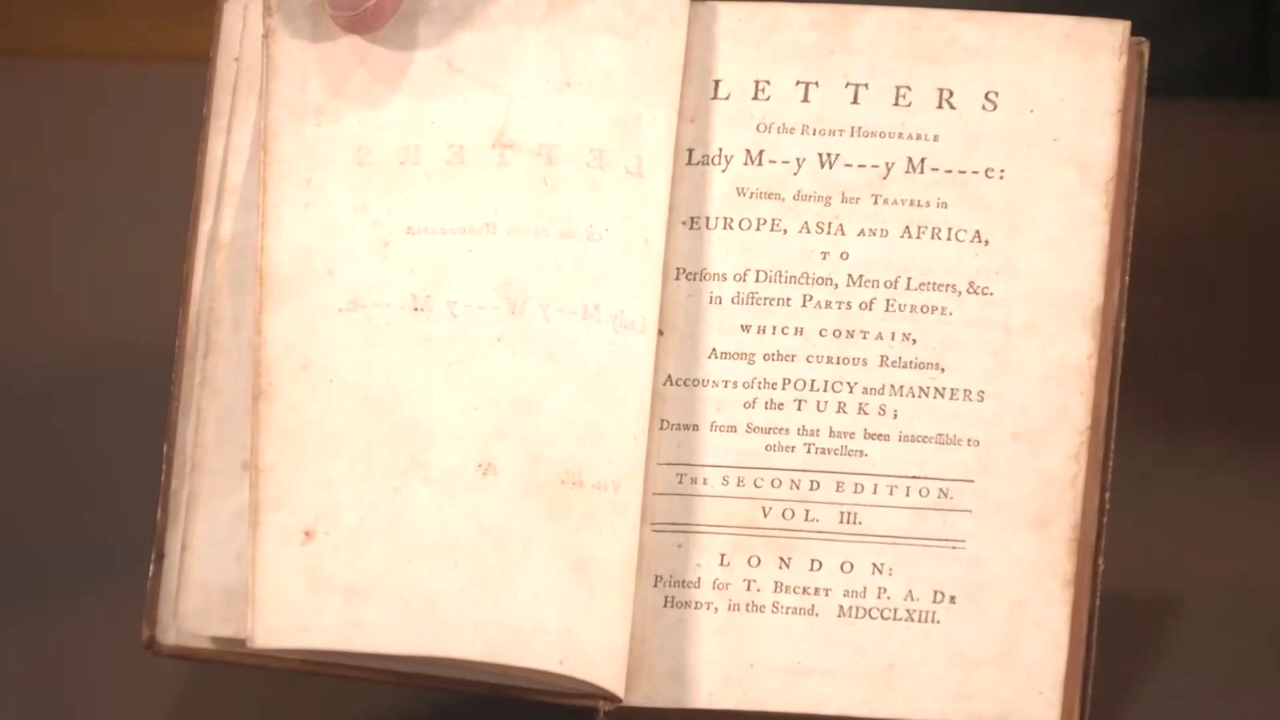 LETTERS
Of the RIGHT HONOURABLE
Lady M--y W---y M----e:
Written, during her TRAVELS in
EUROPE, ASIA AND AFRICA,
TO
Perſons of Diſtinction, Men of Letters, &c.
in different PARTS of EUROPE.
WHICH CONTAIN,
Among other CURIOUS Relations,
ACCOUNTS of the POLICY and MANNERS
of the TURKS;
Drawn from Sources that have been inacceſſible to
other Travellers.
THE SECOND EDITION.
VOL. III.
LONDON:
Printed for T. BECKET and P. A. DE
HONDT, in the Strand. MDCCLXIII.